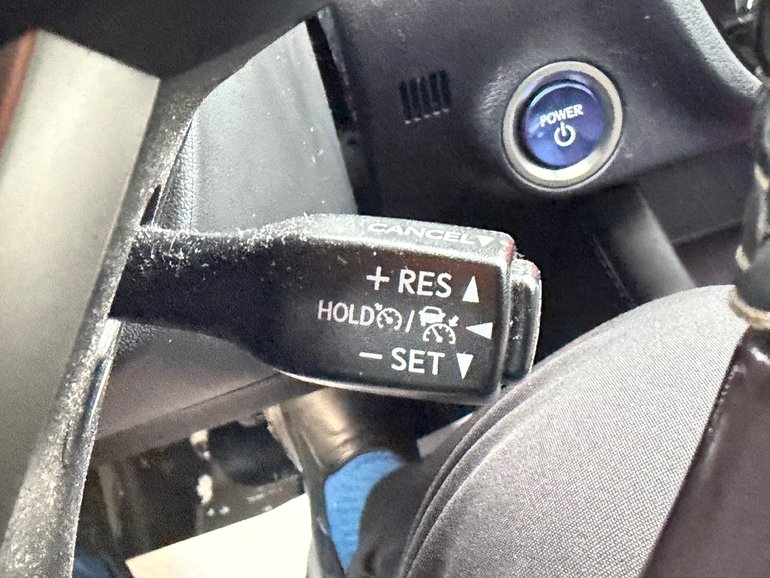 POWER
CANCEL▼
+ RES ▲
HOLD / ◀
− SET ▼